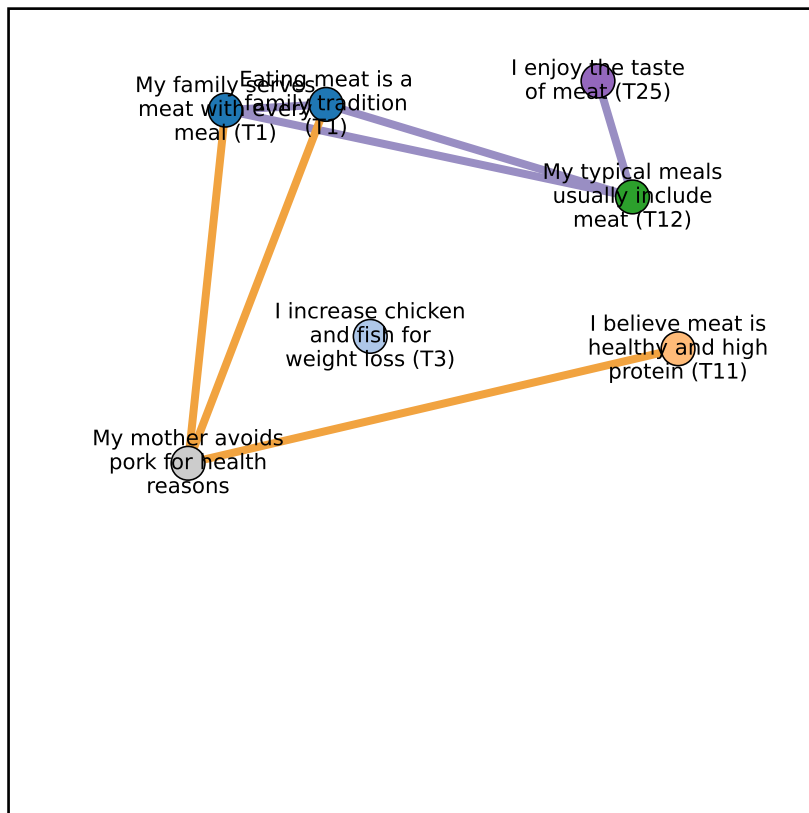 My family serves
meat with every
meal (T1)
Eating meat is a
family tradition
(T1)
I enjoy the taste
of meat (T25)
My typical meals
usually include
meat (T12)
I increase chicken
and fish for
weight loss (T3)
I believe meat is
healthy and high
protein (T11)
My mother avoids
pork for health
reasons